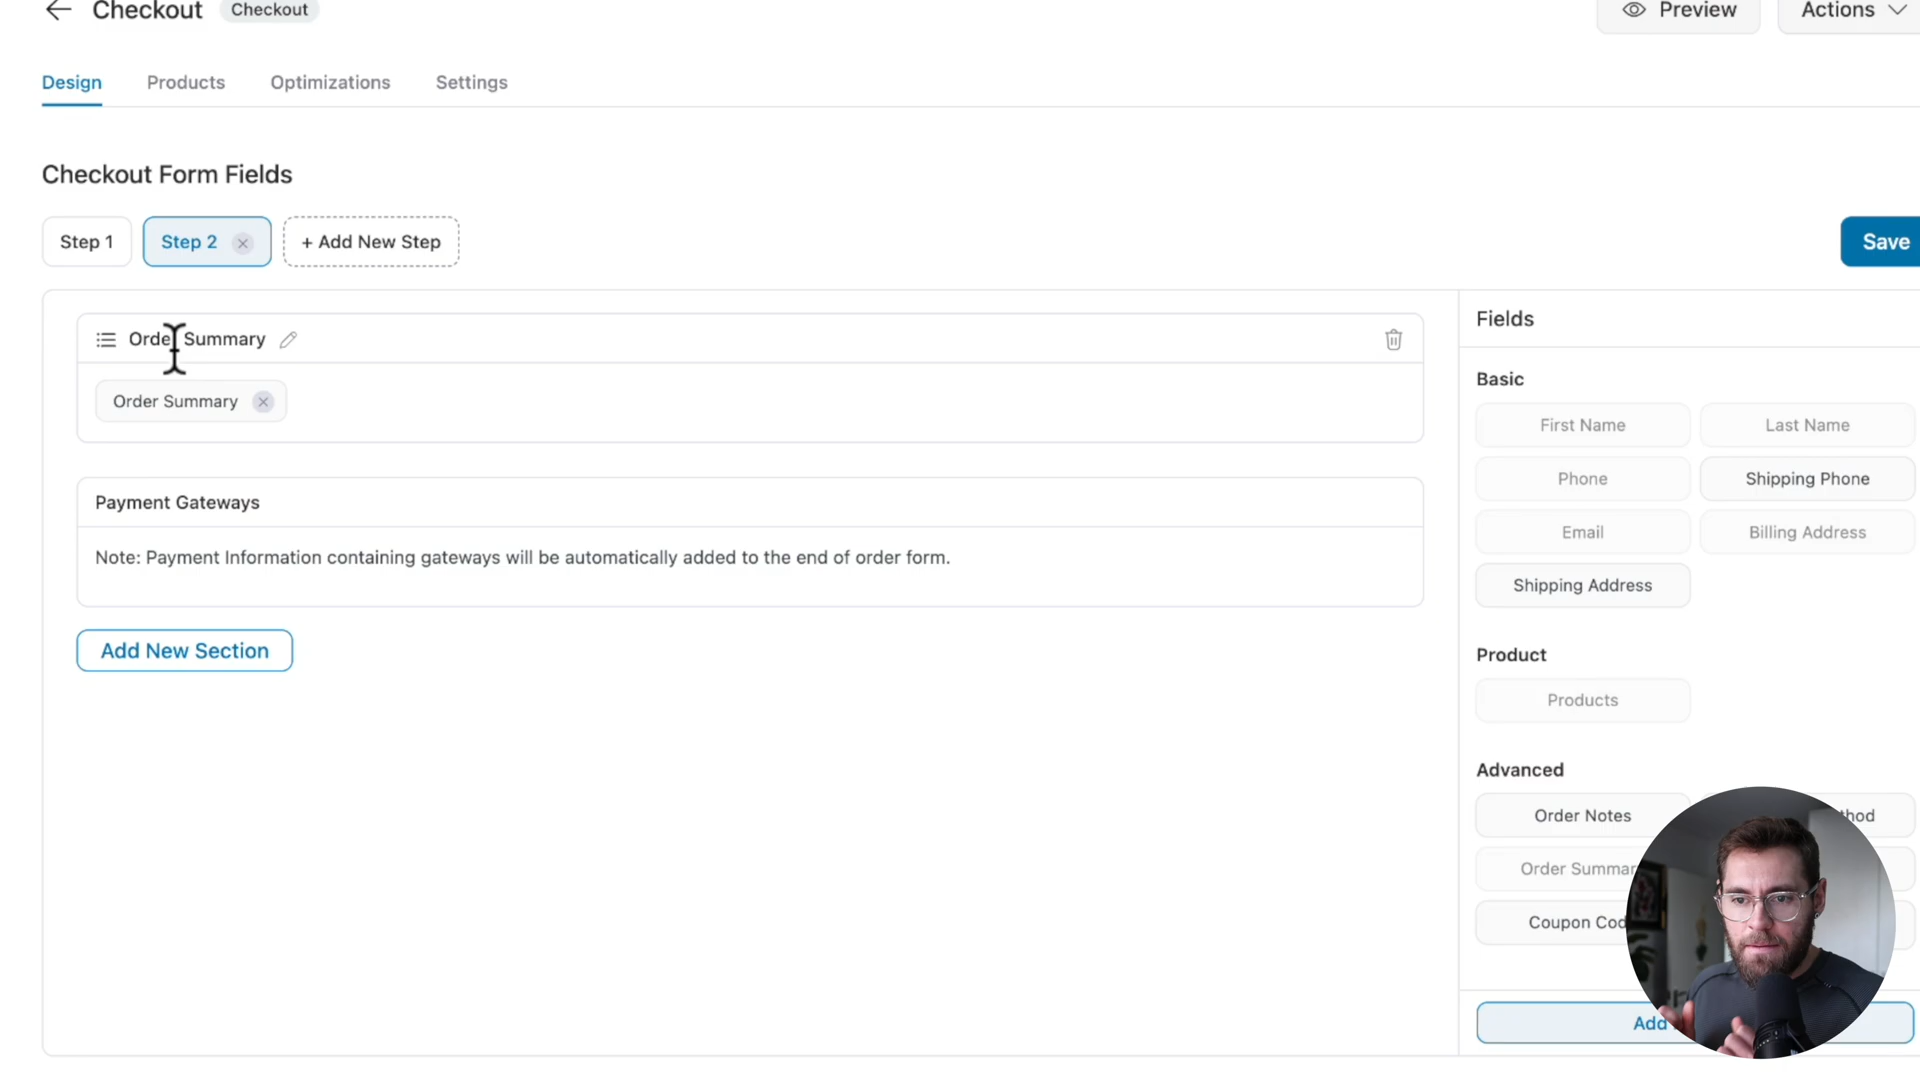 Checkout Checkout Preview Actions
Design Products Optimizations Settings
Checkout Form Fields
Step 1 Step 2 + Add New Step Save
Order Summary
Order Summary
Payment Gateways
Note: Payment Information containing gateways will be automatically added to the end of order form.
Add New Section
Fields
Basic
First Name Last Name
Phone Shipping Phone
Email Billing Address
Shipping Address
Product
Products
Advanced
Order Notes
Order Summar
Coupon Cod
Add